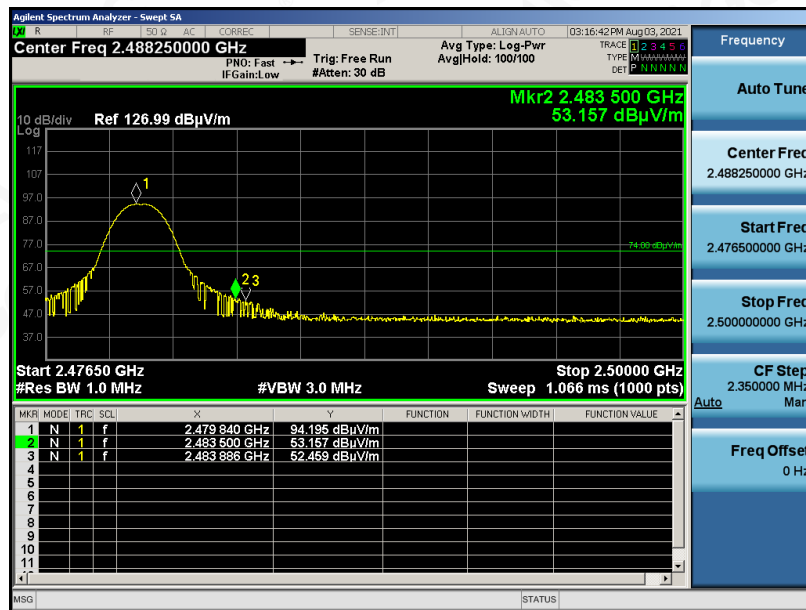 Agilent Spectrum Analyzer - Swept SA
LXI R RF 50 Ω AC CORREC SENSE:INT ALIGN AUTO 03:16:42 PM Aug 03, 2021
Center Freq 2.488250000 GHz
PNO: Fast
IFGain:Low
Trig: Free Run
#Atten: 30 dB
Avg Type: Log-Pwr
Avg|Hold: 100/100
TRACE 1 2 3 4 5 6
TYPE M W W W W W
DET P N N N N N
Mkr2 2.483 500 GHz
53.157 dBµV/m
10 dB/div Ref 126.99 dBµV/m
Log
117
107
97.0
87.0
77.0
67.0
57.0
47.0
37.0
1
2 3
74.00 dBµV/m
Start 2.47650 GHz Stop 2.50000 GHz
#Res BW 1.0 MHz #VBW 3.0 MHz Sweep 1.066 ms (1000 pts)
MKR MODE TRC SCL X Y FUNCTION FUNCTION WIDTH FUNCTION VALUE
1 N 1 f 2.479 840 GHz 94.195 dBµV/m
2 N 1 f 2.483 500 GHz 53.157 dBµV/m
3 N 1 f 2.483 886 GHz 52.459 dBµV/m
4
5
6
7
8
9
10
11
MSG STATUS
Frequency
Auto Tune
Center Freq
2.488250000 GHz
Start Freq
2.476500000 GHz
Stop Freq
2.500000000 GHz
CF Step
2.350000 MHz
Auto Man
Freq Offset
0 Hz